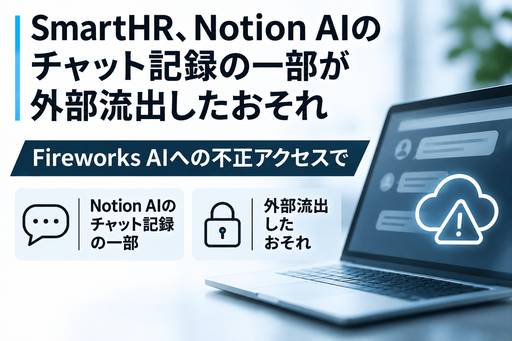 SmartHR、Notion AIの
チャット記録の一部が
外部流出したおそれ
Fireworks AIへの不正アクセスで
Notion AIの
チャット記録
の一部
外部流出
した
おそれ